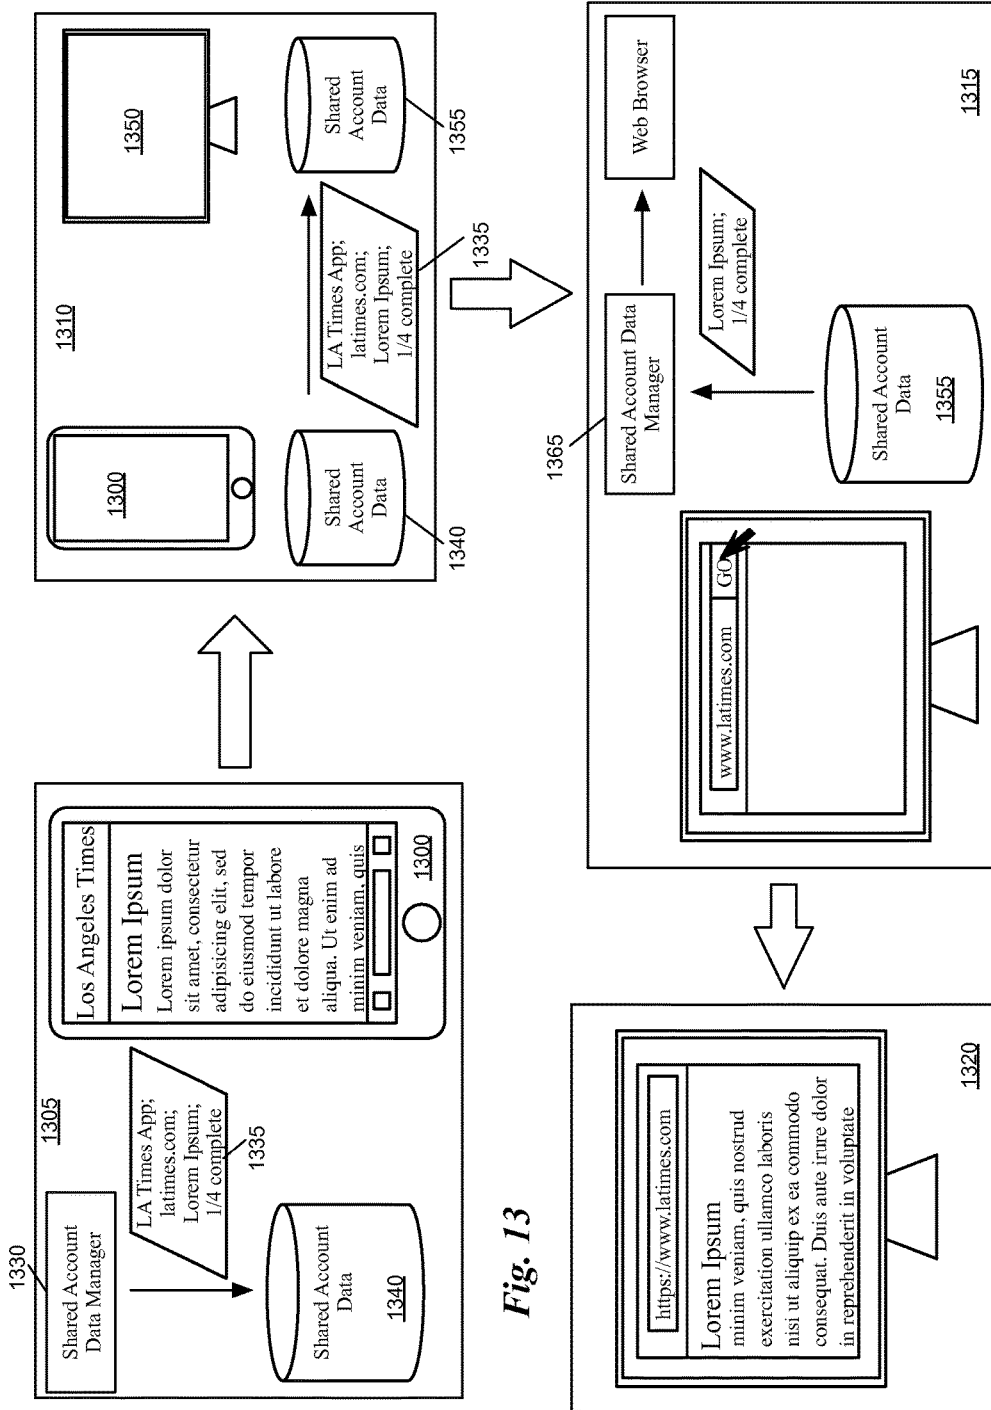 1330
Shared Account
Data Manager
1305
LA Times App;
latimes.com;
Lorem Ipsum;
1/4 complete
1335
Shared Account
Data
1340
Los Angeles Times
Lorem Ipsum
Lorem ipsum dolor
sit amet, consectetur
adipisicing elit, sed
do eiusmod tempor
incididunt ut labore
et dolore magna
aliqua. Ut enim ad
minim veniam, quis
1300
1310
1300
1350
Shared
Account
Data
1340
LA Times App;
latimes.com;
Lorem Ipsum;
1/4 complete
1335
Shared
Account
Data
1355
Fig. 13
https://www.latimes.com
Lorem Ipsum
minim veniam, quis nostrud
exercitation ullamco laboris
nisi ut aliquip ex ea commodo
consequat. Duis aute irure dolor
in reprehenderit in voluptate
1320
www.latimes.com
GO
1365
Shared Account Data
Manager
Web Browser
Lorem Ipsum;
1/4 complete
Shared Account
Data
1355
1315